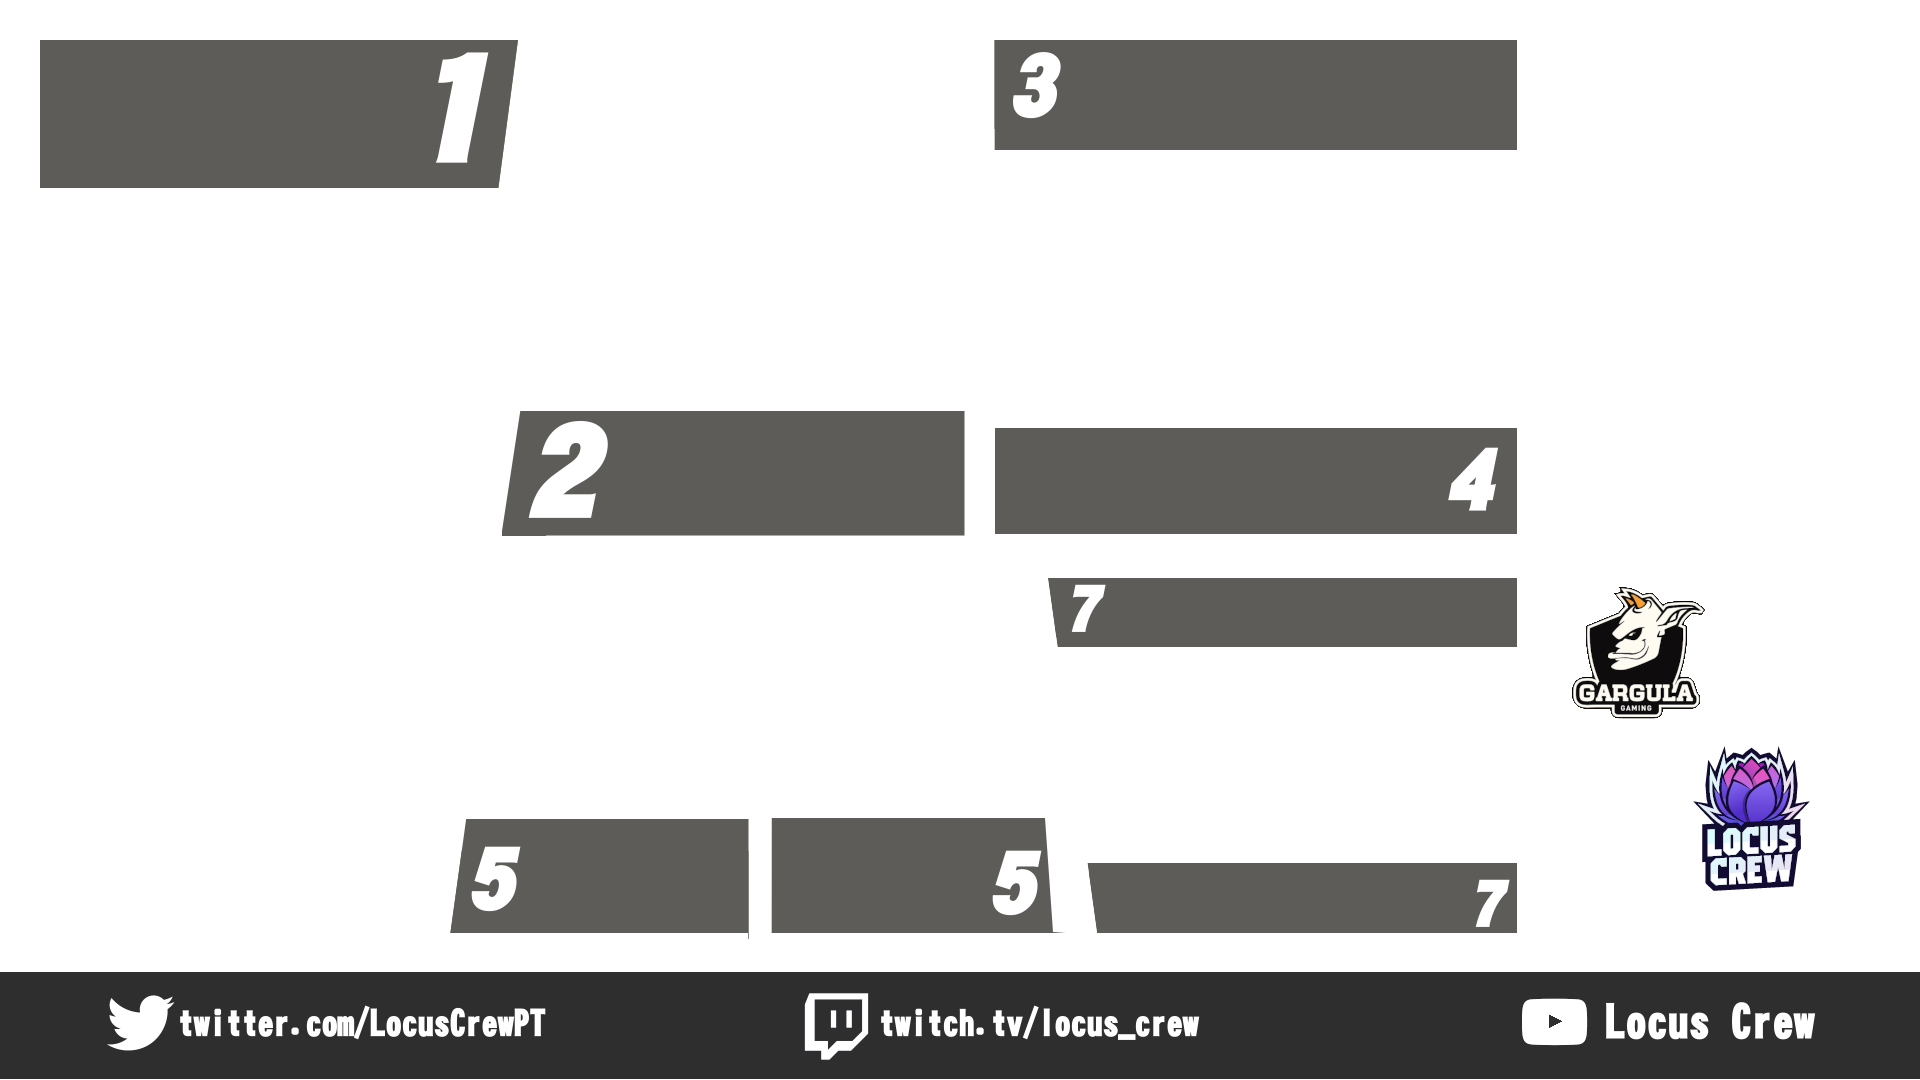 1
3
2
4
7
5
5
7
GARGULA
GAMING
LOCUS
CREW
twitter.com/LocusCrewPT
twitch.tv/locus_crew
Locus Crew